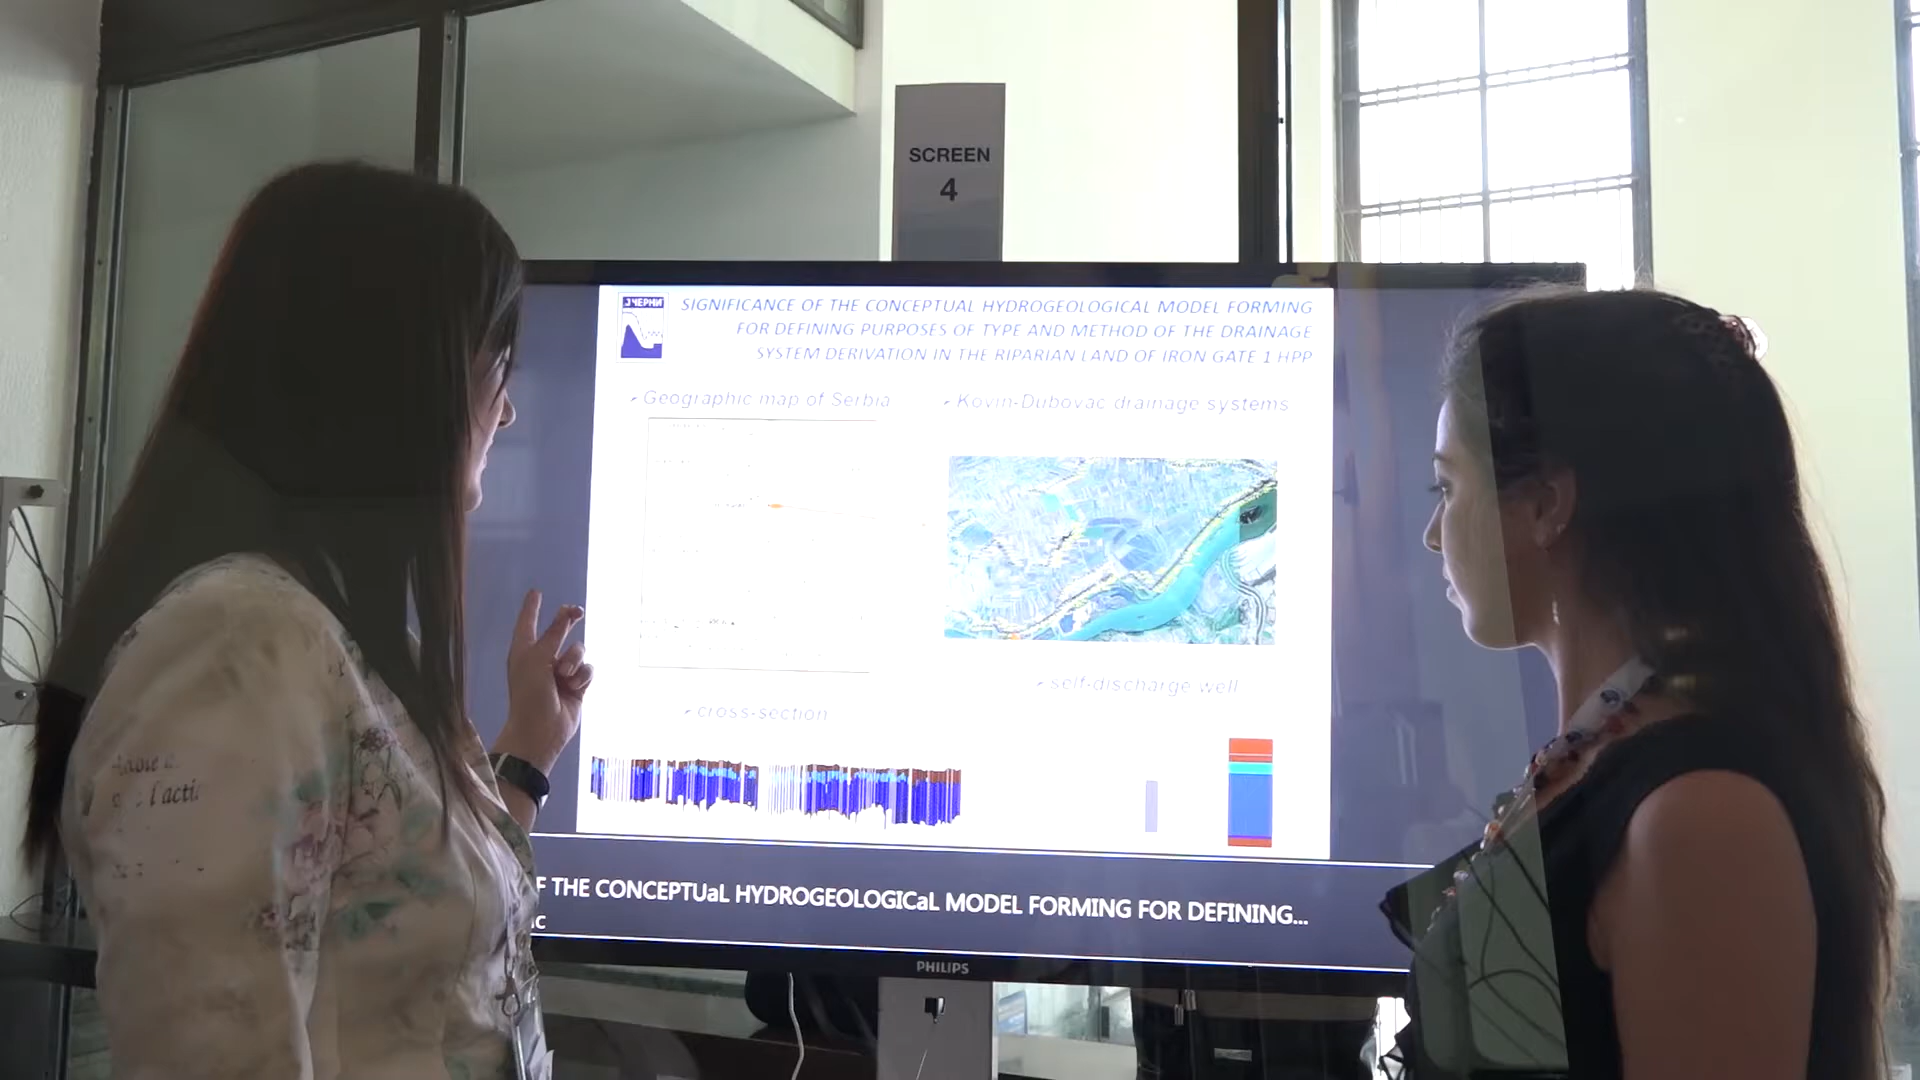 SCREEN
4
J ЧЕРНИ
SIGNIFICANCE OF THE CONCEPTUAL HYDROGEOLOGICAL MODEL FORMING
FOR DEFINING PURPOSES OF TYPE AND METHOD OF THE DRAINAGE
SYSTEM DERIVATION IN THE RIPARIAN LAND OF IRON GATE 1 HPP
Geographic map of Serbia
Kovin-Dubovac drainage systems
self-discharge well
cross-section
F THE CONCEPTUaL HYDROGEOLOGICaL MODEL FORMING FOR DEFINING...
PHILIPS